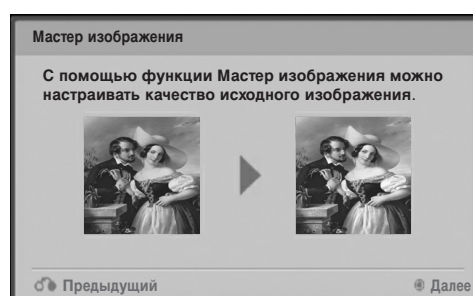 Мастер изображения
С помощью функции Мастер изображения можно
настраивать качество исходного изображения.
Предыдущий
Далее